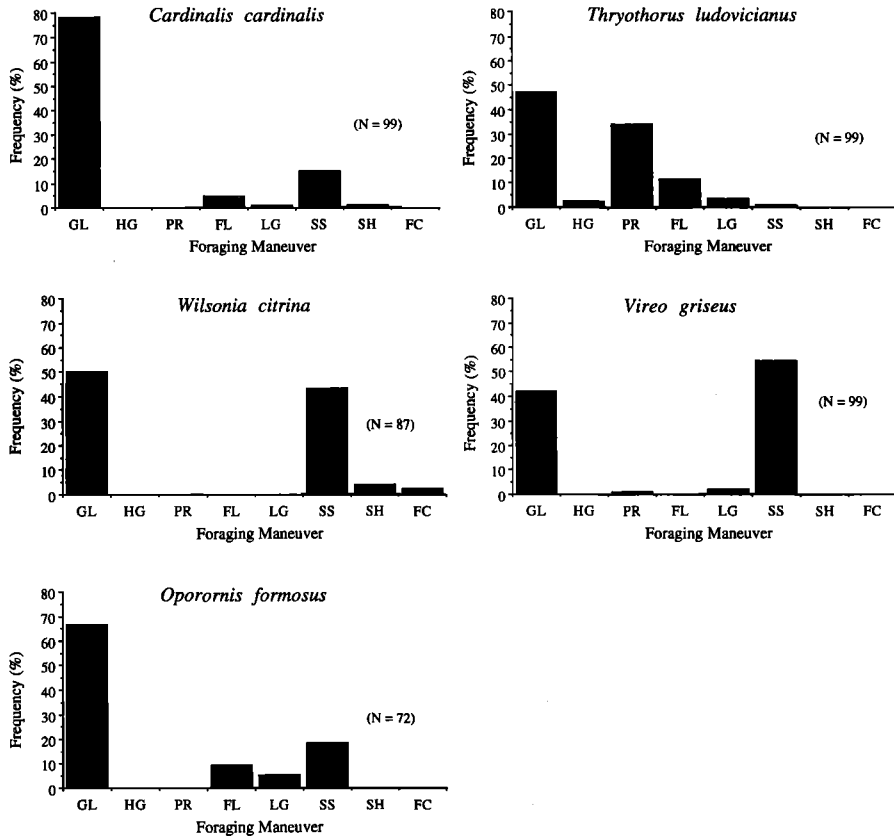 Cardinalis cardinalis
Frequency (%)
80
70
60
50
40
30
20
10
0
(N = 99)
GL HG PR FL LG SS SH FC
Foraging Maneuver
Thryothorus ludovicianus
Frequency (%)
80
70
60
50
40
30
20
10
0
(N = 99)
GL HG PR FL LG SS SH FC
Foraging Maneuver
Wilsonia citrina
Frequency (%)
80
70
60
50
40
30
20
10
0
(N = 87)
GL HG PR FL LG SS SH FC
Foraging Maneuver
Vireo griseus
Frequency (%)
80
70
60
50
40
30
20
10
0
(N = 99)
GL HG PR FL LG SS SH FC
Foraging Maneuver
Oporornis formosus
Frequency (%)
80
70
60
50
40
30
20
10
0
(N = 72)
GL HG PR FL LG SS SH FC
Foraging Maneuver